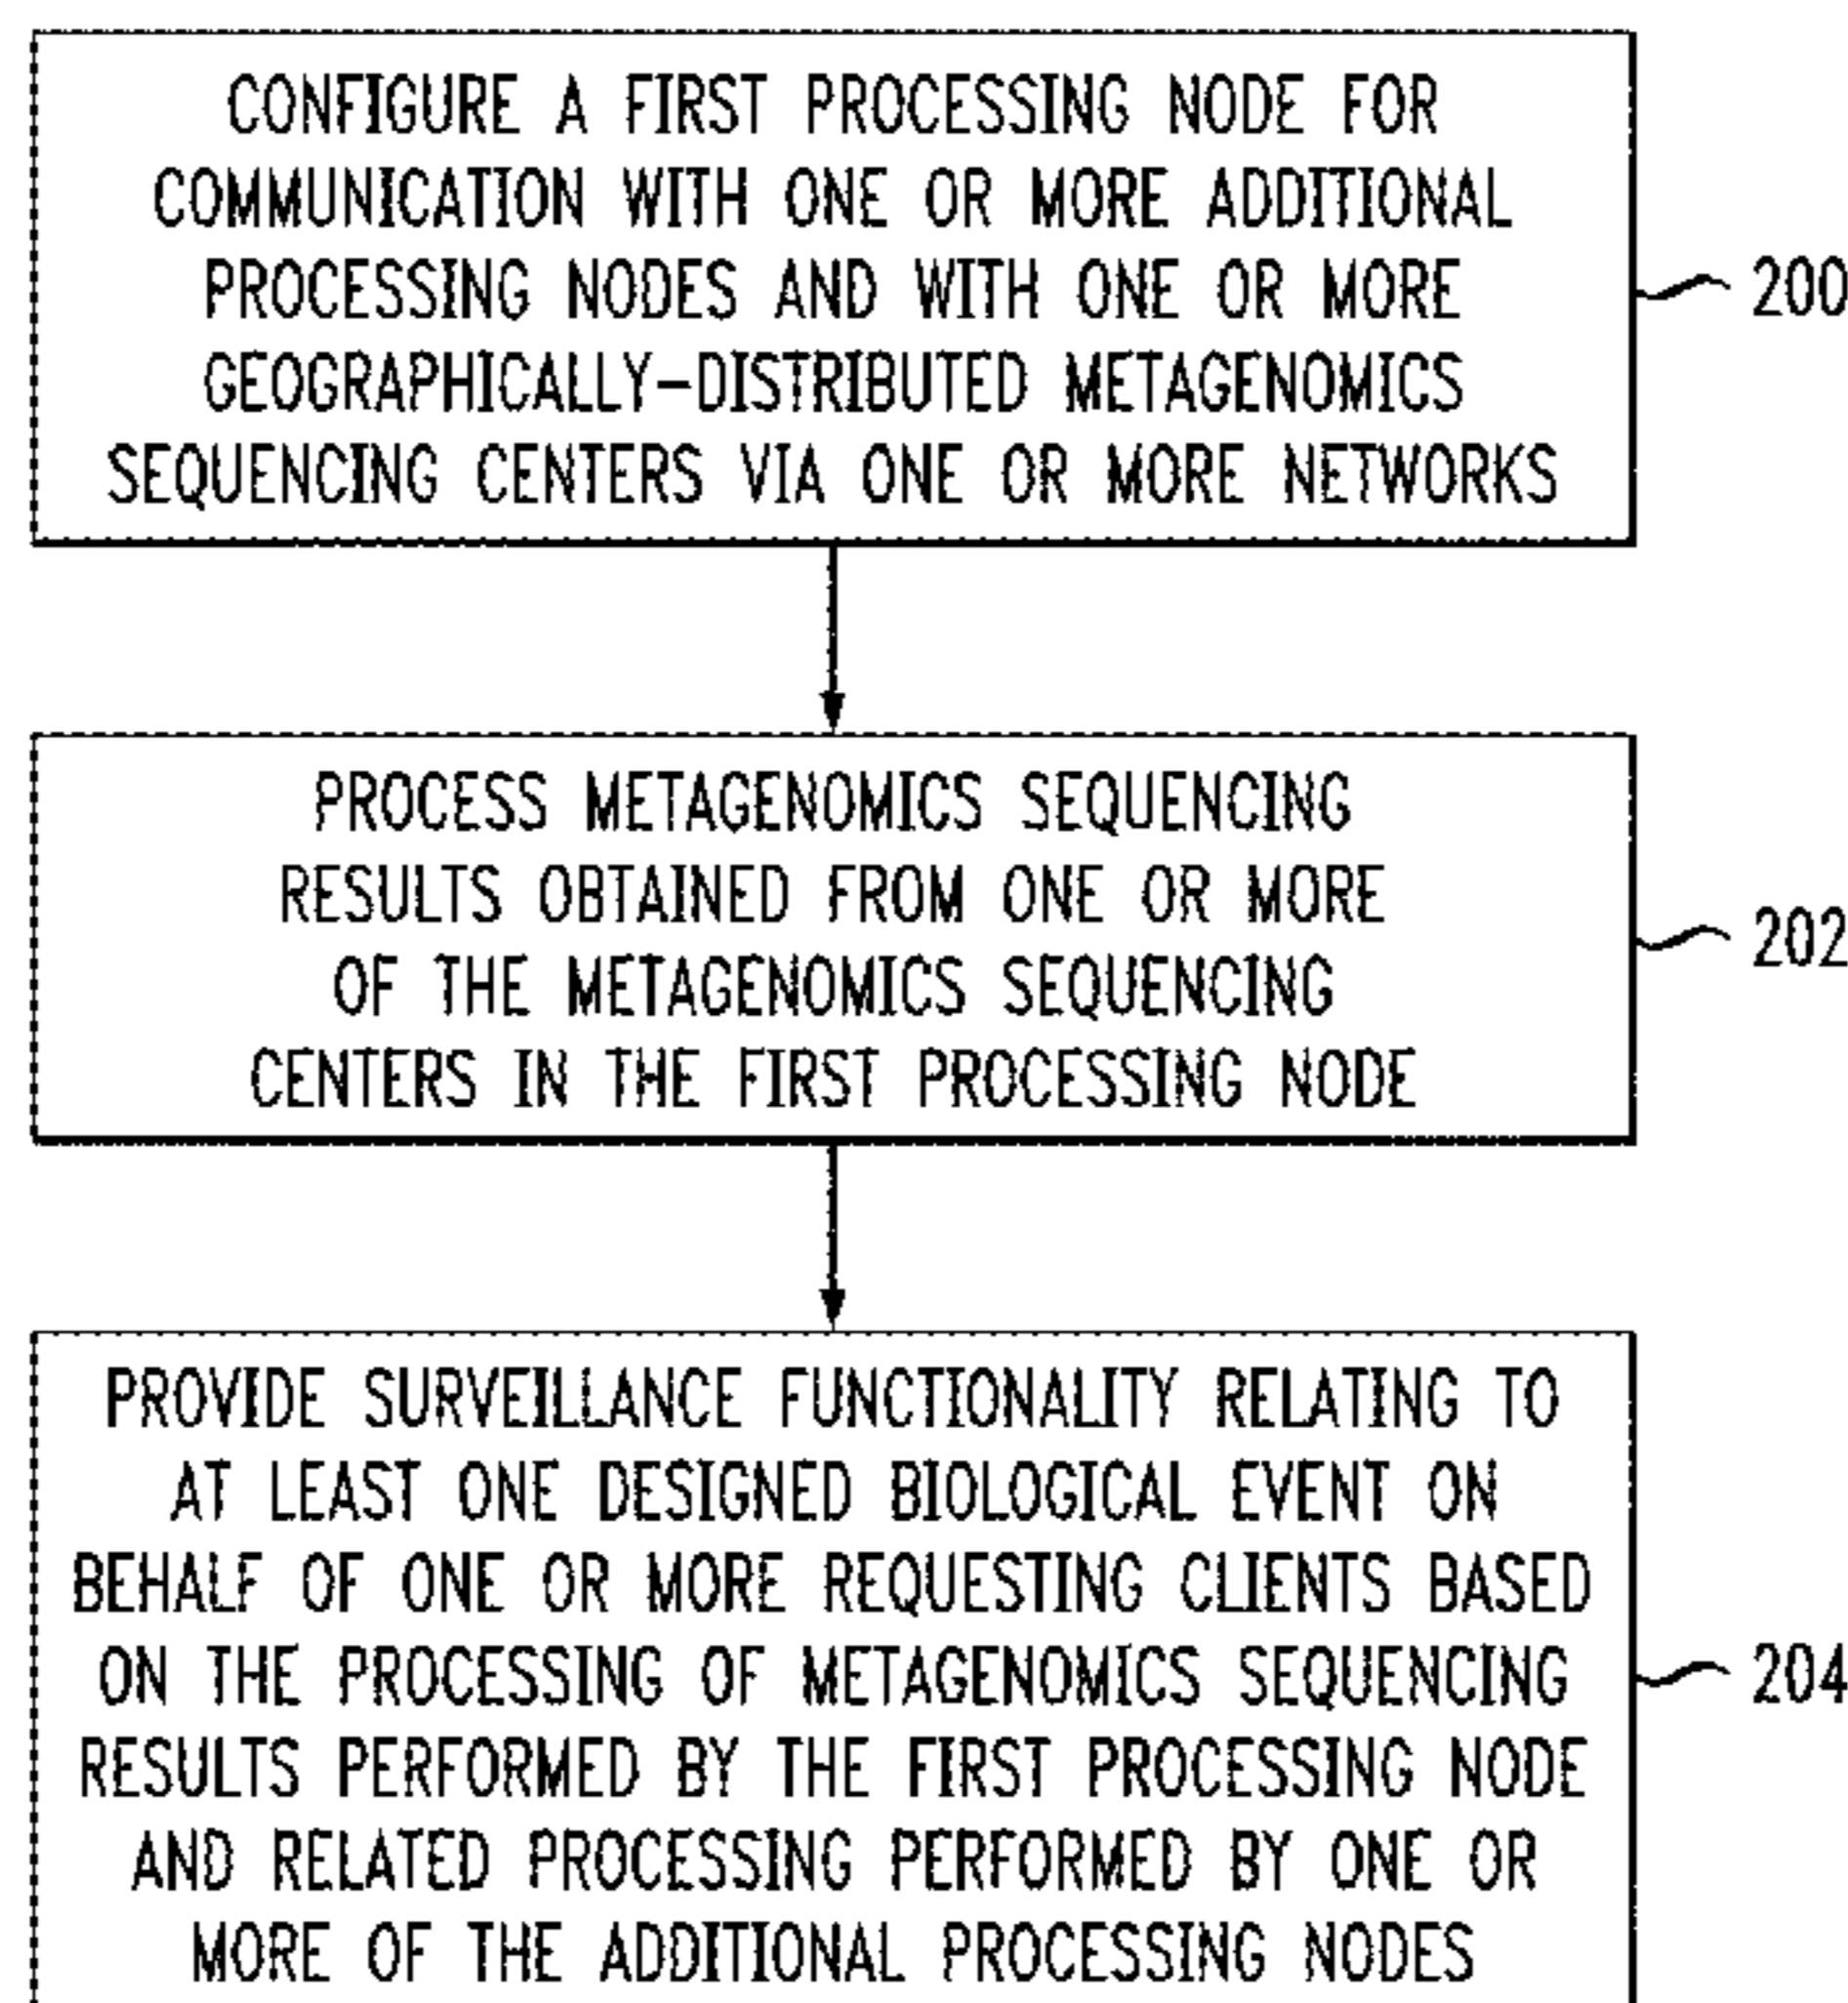 CONFIGURE A FIRST PROCESSING NODE FOR
COMMUNICATION WITH ONE OR MORE ADDITIONAL
PROCESSING NODES AND WITH ONE OR MORE
GEOGRAPHICALLY-DISTRIBUTED METAGENOMICS
SEQUENCING CENTERS VIA ONE OR MORE NETWORKS
200
PROCESS METAGENOMICS SEQUENCING
RESULTS OBTAINED FROM ONE OR MORE
OF THE METAGENOMICS SEQUENCING
CENTERS IN THE FIRST PROCESSING NODE
202
PROVIDE SURVEILLANCE FUNCTIONALITY RELATING TO
AT LEAST ONE DESIGNED BIOLOGICAL EVENT ON
BEHALF OF ONE OR MORE REQUESTING CLIENTS BASED
ON THE PROCESSING OF METAGENOMICS SEQUENCING
RESULTS PERFORMED BY THE FIRST PROCESSING NODE
AND RELATED PROCESSING PERFORMED BY ONE OR
MORE OF THE ADDITIONAL PROCESSING NODES
204